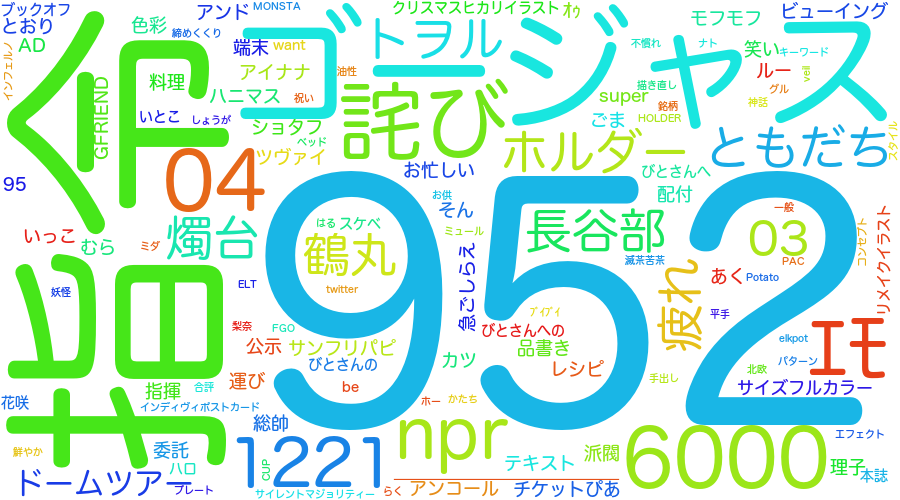 ブックオフ
とおり
AD
インフェルノ
色彩
アンド
MONSTA
締めくくり
端末
want
ゴ
クリスマスヒカリイラスト
トヲル
モフモフ
ビューイング
ジャス
不慣れ
ナト
笑い
キーワード
ルー
veil
グル
神話
描き直し
銘柄
HOLDER
super
ごま
スタイル
GFRIEND
料理
アイナナ
油性
ハニマス
祝い
いとこ
しょうが
ショタフ
ベッド
ツヴァイ
詫び
ホルダー
ともだち
びとさんへ
配付
95
04
952
お忙しい
お供
そん
ミュール
急ごしらえ
長谷部
滅茶苦茶
一般
03
PAC
コンセプト
リメイクイラスト
いっこ
むら
ミダ
燭台
はる
スケベ
鶴丸
twitter
疲れ
あく
Potato
妖怪
ELT
平手
エモ
梨奈
FGO
公示
サンフリパピ
びとさんの
びとさんへの
品書き
カツ
レシピ
elkpot
パターン
北欧
手出し
サイズフルカラー
花咲
指揮
合評
運び
be
ホー
かたち
インディヴィポストカード
総帥
npr
エフェクト
鮮やか
委託
ハロ
CUP
1221
テキスト
派閥
6000
理子
本誌
ドームツアー
プレート
サイレントマジョリティー
らく
アンコール
チケットぴあ